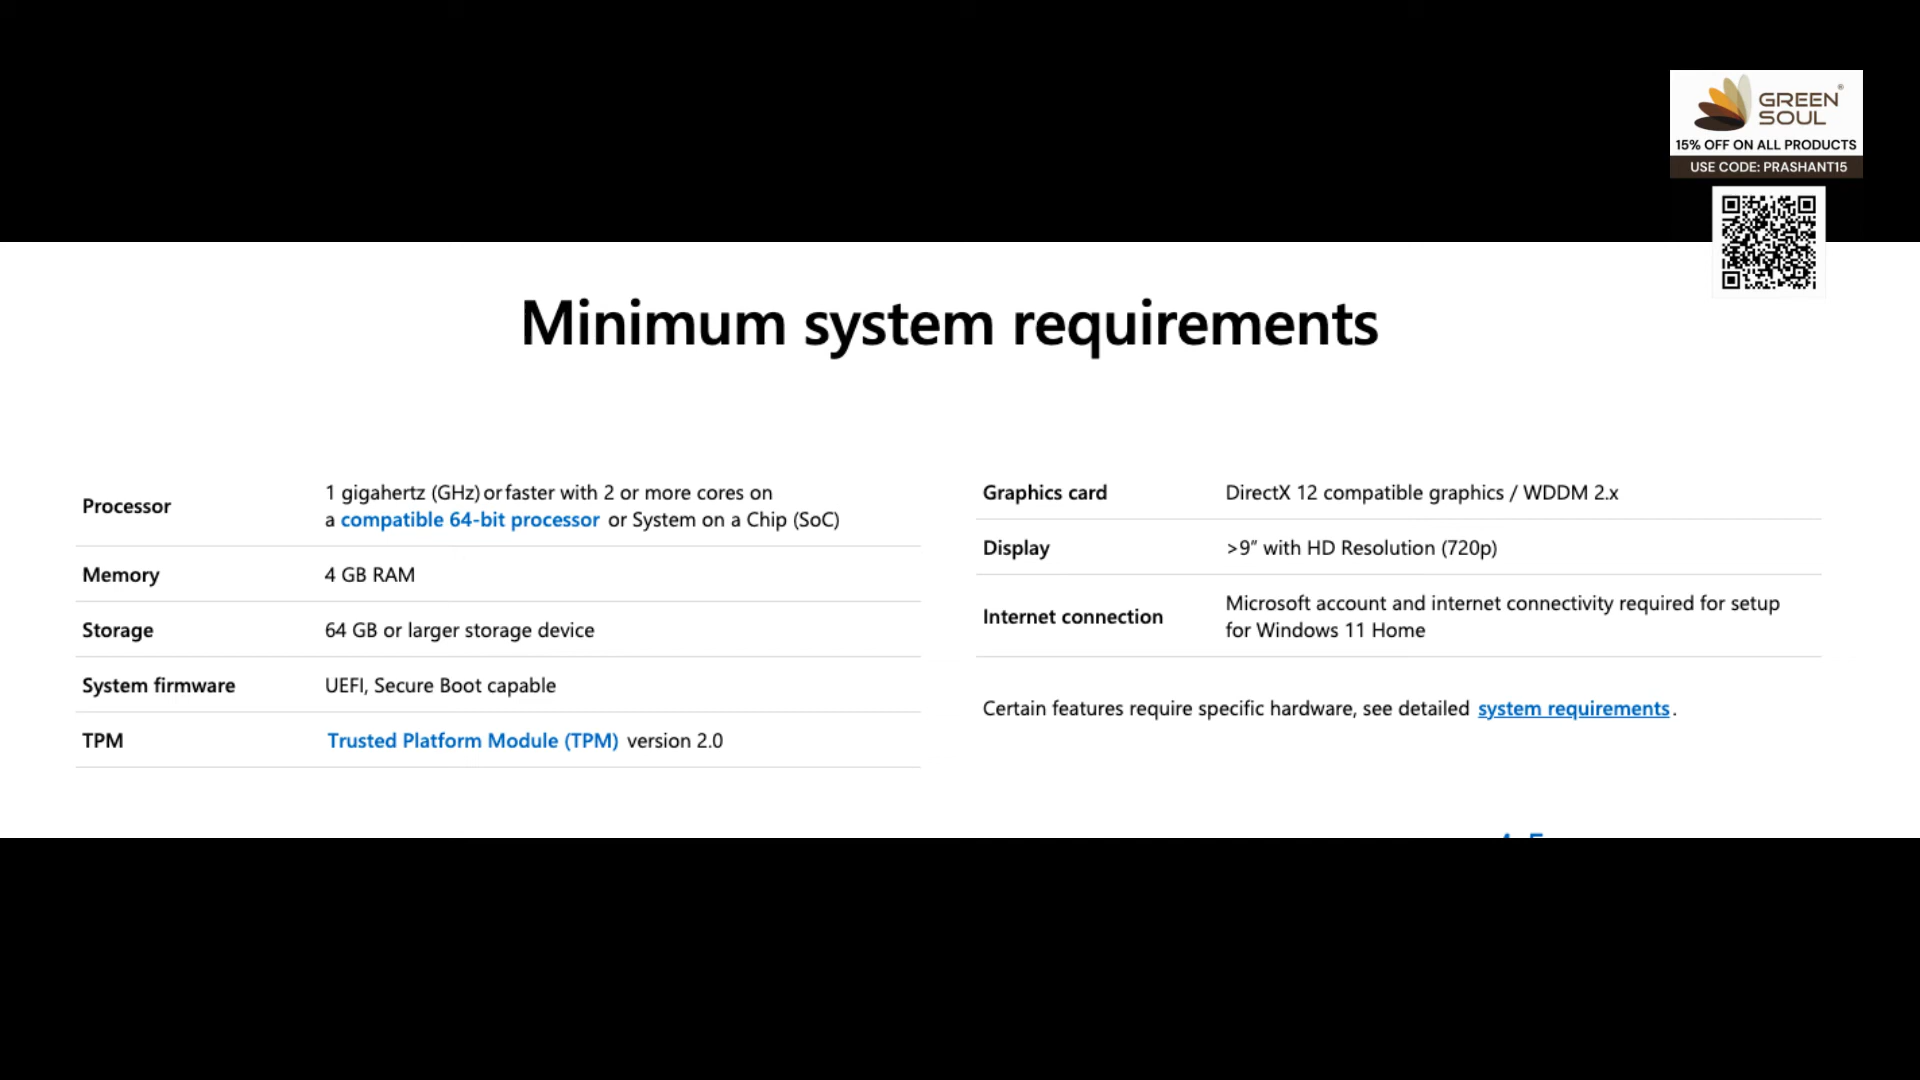 GREEN
SOUL
®
15% OFF ON ALL PRODUCTS
USE CODE: PRASHANT15
Minimum system requirements
Processor
1 gigahertz (GHz) or faster with 2 or more cores on
a compatible 64-bit processor or System on a Chip (SoC)
Memory
4 GB RAM
Storage
64 GB or larger storage device
System firmware
UEFI, Secure Boot capable
TPM
Trusted Platform Module (TPM) version 2.0
Graphics card
DirectX 12 compatible graphics / WDDM 2.x
Display
>9” with HD Resolution (720p)
Internet connection
Microsoft account and internet connectivity required for setup
for Windows 11 Home
Certain features require specific hardware, see detailed system requirements.